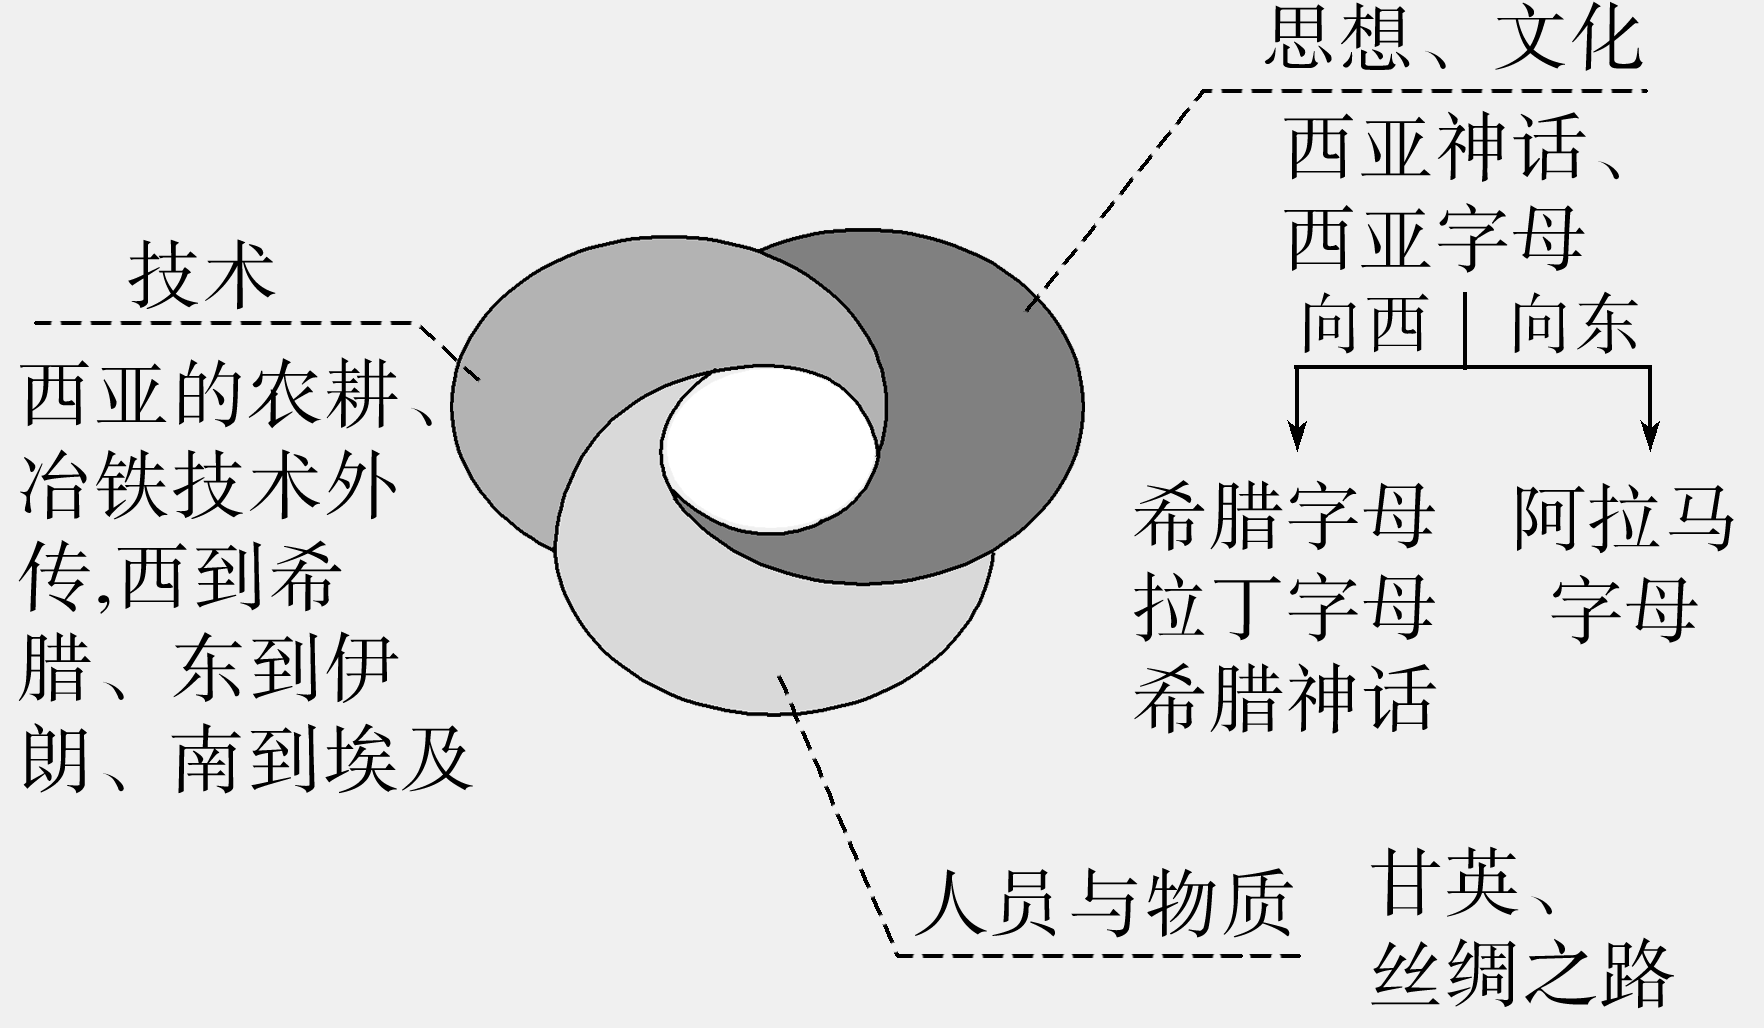 思想、文化
西亚神话、
西亚字母
向西 向东
希腊字母
拉丁字母
希腊神话
阿拉马
字母
技术
西亚的农耕、
冶铁技术外
传,西到希
腊、东到伊
朗、南到埃及
人员与物质
甘英、
丝绸之路